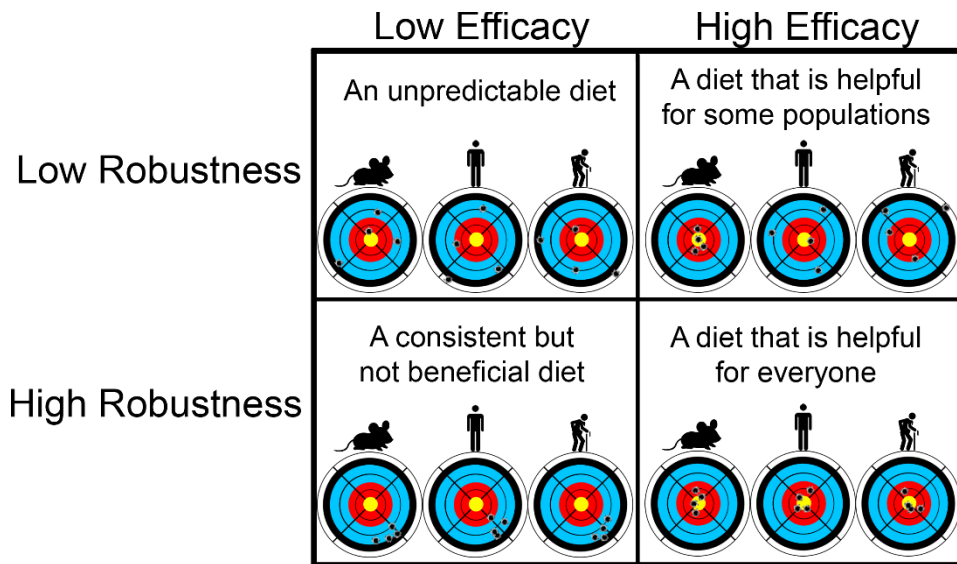 Low Efficacy
High Efficacy
Low Robustness
An unpredictable diet
A diet that is helpful
for some populations
High Robustness
A consistent but
not beneficial diet
A diet that is helpful
for everyone